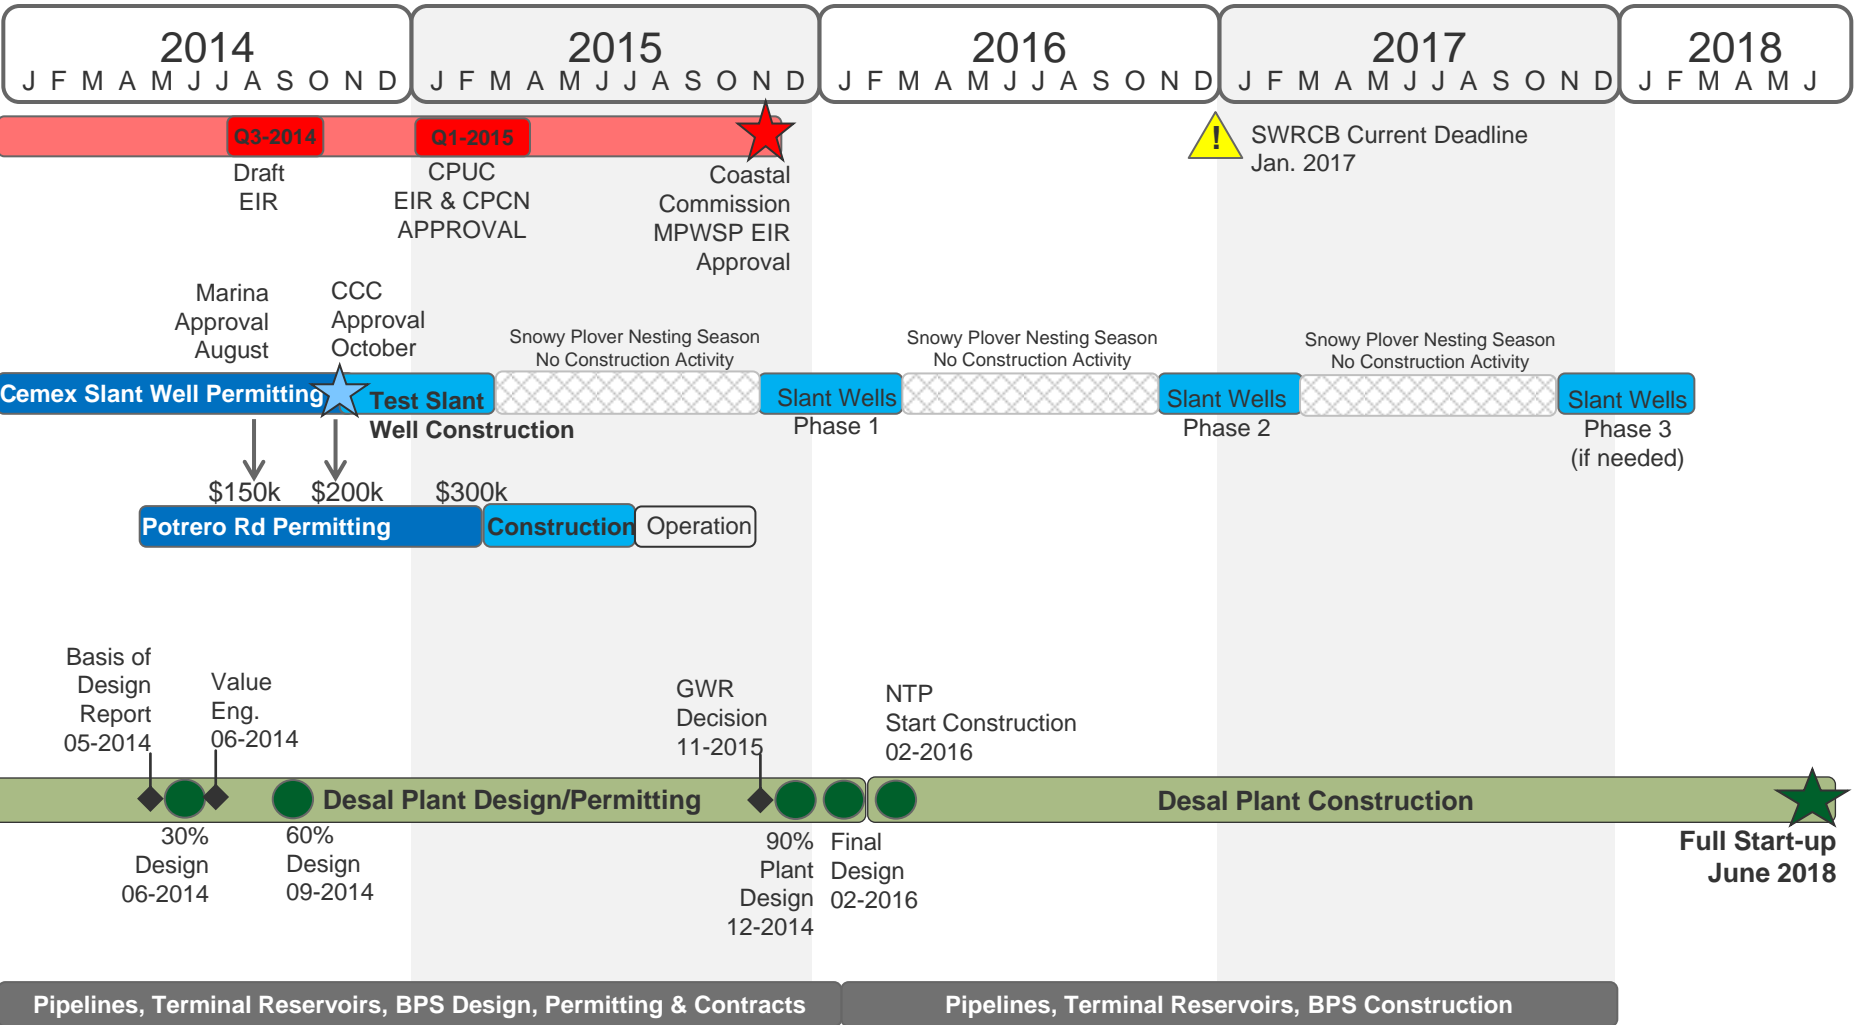 2014
J F M A M J J A S O N D
2015
J F M A M J J A S O N D
2016
J F M A M J J A S O N D
2017
J F M A M J J A S O N D
2018
J F M A M J
Q3-2014
Draft
EIR
Q1-2015
CPUC
EIR & CPCN
APPROVAL
Coastal
Commission
MPWSP EIR
Approval
!
SWRCB Current Deadline
Jan. 2017
Marina
Approval
August
CCC
Approval
October
Snowy Plover Nesting Season
No Construction Activity
Snowy Plover Nesting Season
No Construction Activity
Snowy Plover Nesting Season
No Construction Activity
Cemex Slant Well Permitting
Test Slant
Well Construction
Slant Wells
Phase 1
Slant Wells
Phase 2
Slant Wells
Phase 3
(if needed)
$150k
$200k
$300k
Potrero Rd Permitting
Construction
Operation
Basis of
Design
Report
05-2014
Value
Eng.
06-2014
GWR
Decision
11-2015
NTP
Start Construction
02-2016
Desal Plant Design/Permitting
Desal Plant Construction
30%
Design
06-2014
60%
Design
09-2014
90%
Plant
Design
12-2014
Final
Design
02-2016
Full Start-up
June 2018
Pipelines, Terminal Reservoirs, BPS Design, Permitting & Contracts
Pipelines, Terminal Reservoirs, BPS Construction